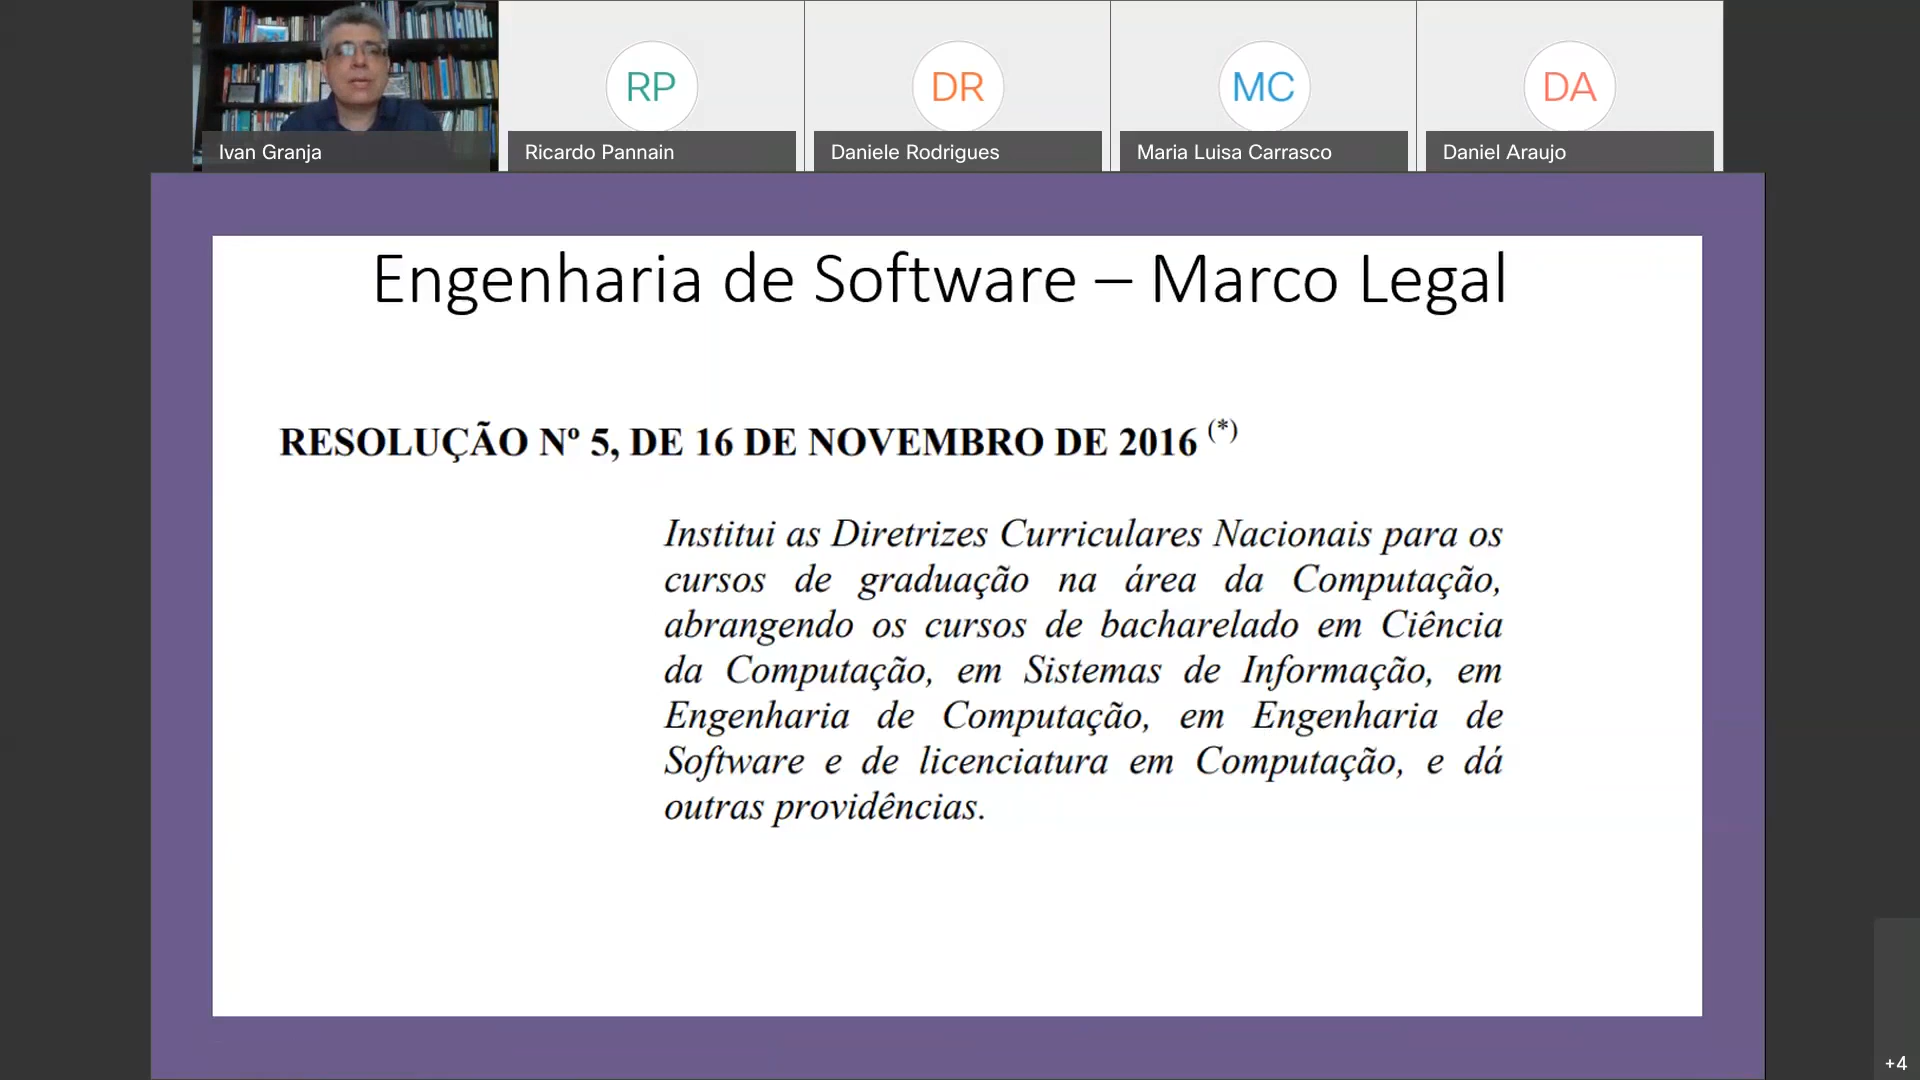 RP
DR
MC
DA
Ivan Granja
Ricardo Pannain
Daniele Rodrigues
Maria Luisa Carrasco
Daniel Araujo
Engenharia de Software – Marco Legal
RESOLUÇÃO Nº 5, DE 16 DE NOVEMBRO DE 2016 (*)
Institui as Diretrizes Curriculares Nacionais para os
cursos de graduação na área da Computação,
abrangendo os cursos de bacharelado em Ciência
da Computação, em Sistemas de Informação, em
Engenharia de Computação, em Engenharia de
Software e de licenciatura em Computação, e dá
outras providências.
+4